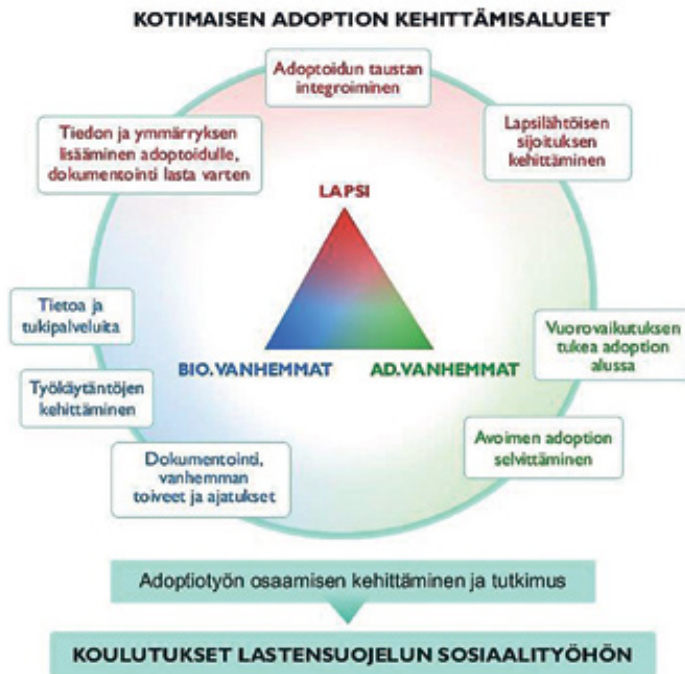 KOTIMAISEN ADOPTION KEHITTÄMISALUEET
Adoptoidun taustan
integroiminen
Tiedon ja ymmärryksen
lisääminen adoptoidulle,
dokumentointi lasta varten
Lapsilähtöisen
sijoituksen
kehittäminen
LAPSI
Tietoa ja
tukipalveluita
Vuorovaikutuksen
tukea adoption
alussa
BIO.VANHEMMAT
AD.VANHEMMAT
Työkäytäntöjen
kehittäminen
Avoimen adoption
selvittäminen
Dokumentointi,
vanhemman
toiveet ja ajatukset
Adoptiotyön osaamisen kehittäminen ja tutkimus
KOULUTUKSET LASTENSUOJELUN SOSIAALITYÖHÖN